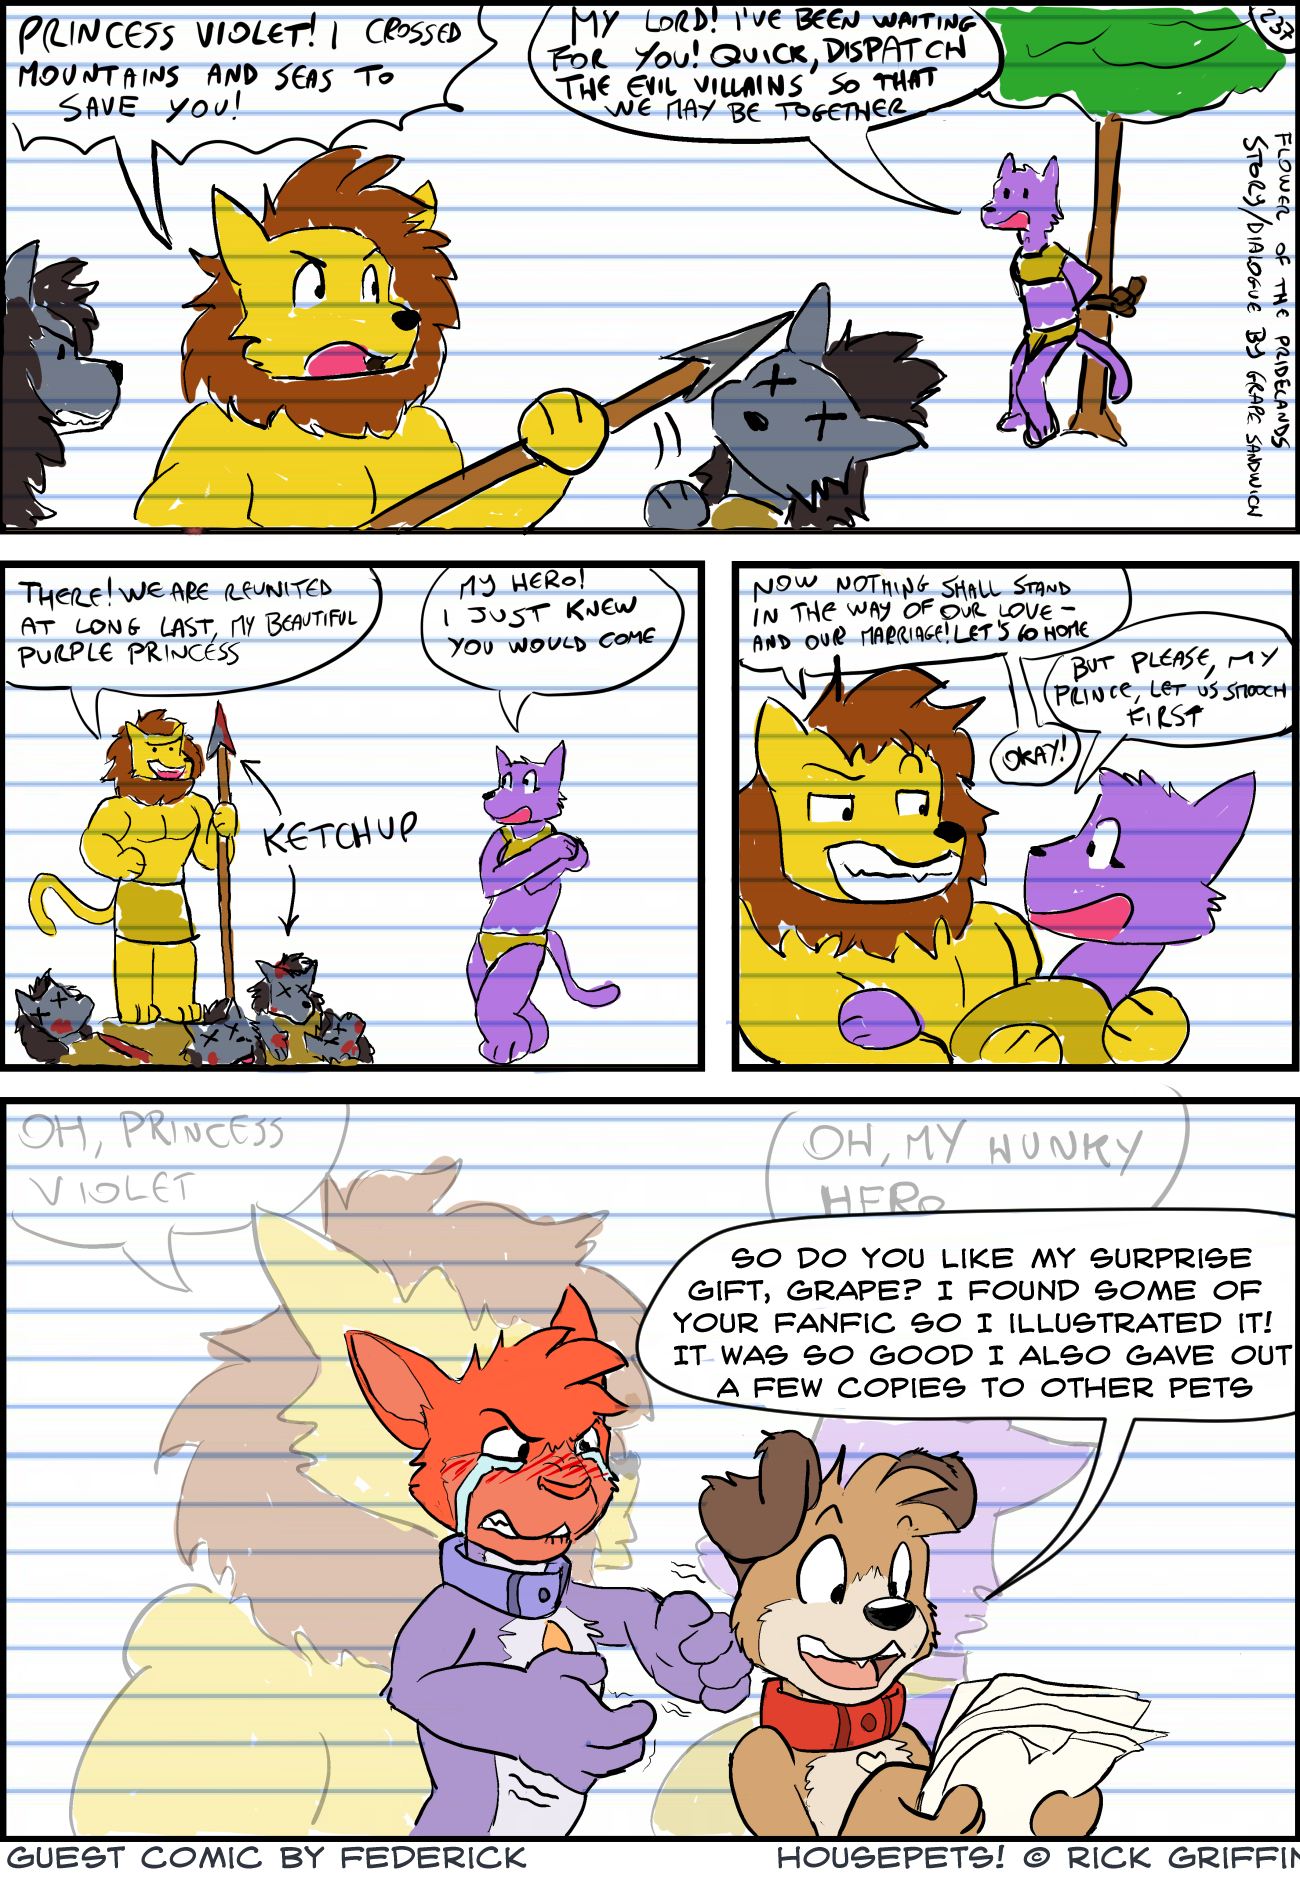 PRINCESS VIOLET! I CROSSED
MOUNTAINS AND SEAS TO
SAVE YOU!
MY LORD! I'VE BEEN WAITING
FOR YOU! QUICK, DISPATCH
THE EVIL VILLAINS SO THAT
WE MAY BE TOGETHER
237
FLOWER OF THE PRIDELANDS
STORY/DIALOGUE BY GRAPE SANDWICH
THERE! WE ARE REUNITED
AT LONG LAST, MY BEAUTIFUL
PURPLE PRINCESS
MY HERO!
I JUST KNEW
YOU WOULD COME
KETCHUP
NOW NOTHING SHALL STAND
IN THE WAY OF OUR LOVE -
AND OUR MARRIAGE! LET'S GO HOME
BUT PLEASE, MY
PRINCE, LET US SMOOCH
FIRST
OKAY!
OH, PRINCESS
VIOLET
OH, MY HUNKY
HERO
SO DO YOU LIKE MY SURPRISE
GIFT, GRAPE? I FOUND SOME OF
YOUR FANFIC SO I ILLUSTRATED IT!
IT WAS SO GOOD I ALSO GAVE OUT
A FEW COPIES TO OTHER PETS
GUEST COMIC BY FEDERICK
HOUSEPETS! © RICK GRIFFIN